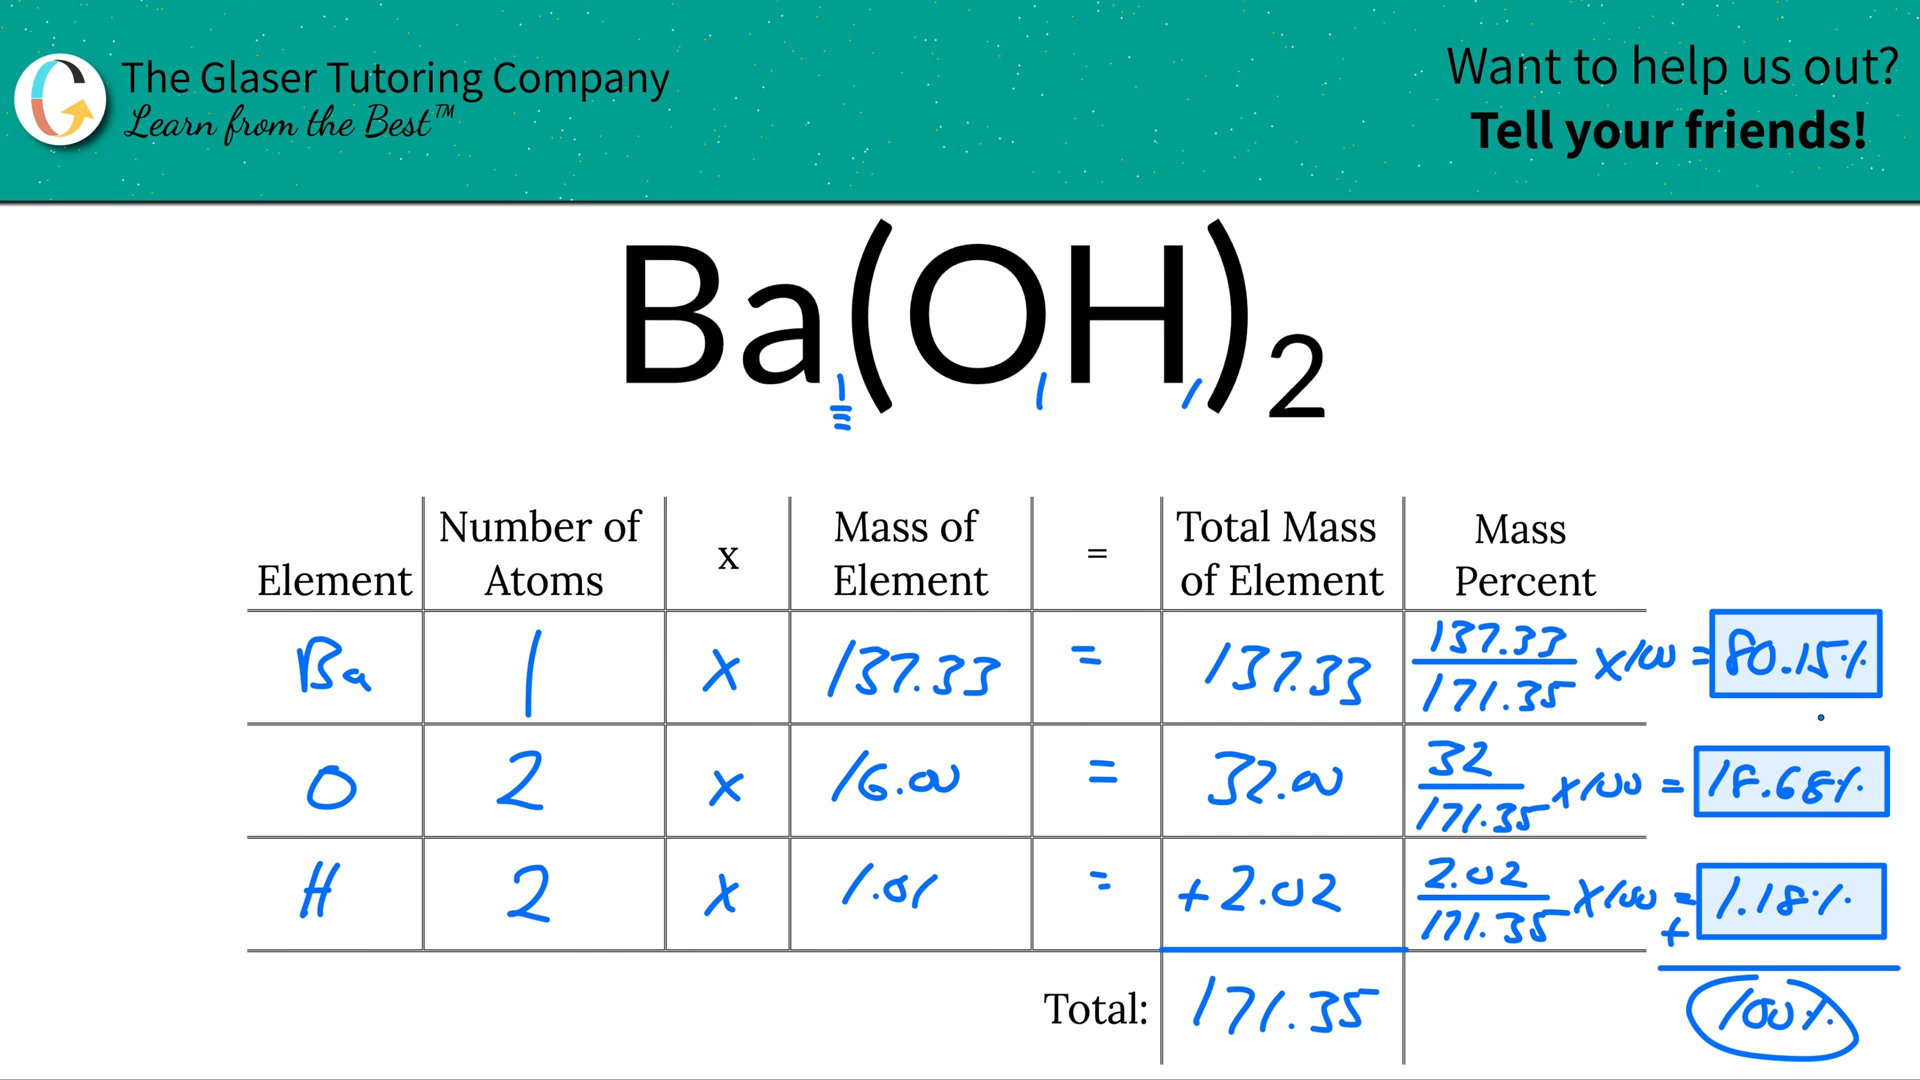 The Glaser Tutoring Company
Learn from the Best™
Want to help us out?
Tell your friends!
Ba(OH)₂
1 1 1
Element Number of Atoms x Mass of Element = Total Mass of Element Mass Percent
Ba 1 x 137.33 = 137.33 137.33/171.35 x100 = 80.15%
O 2 x 16.00 = 32.00 32/171.35 x100 = 18.68%
H 2 x 1.01 = +2.02 2.02/171.35 x100 = 1.18%
+
Total: 171.35 100%